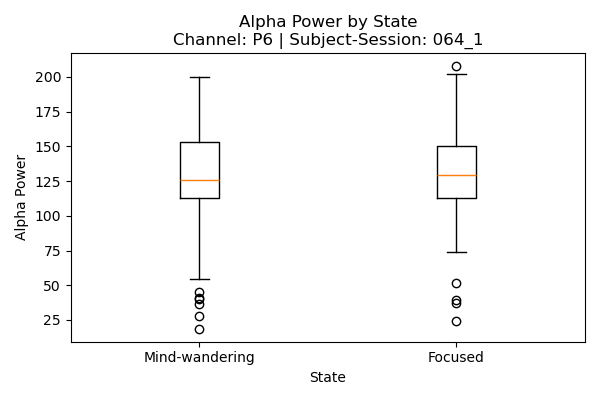 Alpha Power by State
Channel: P6 | Subject-Session: 064_1
200
175
150
125
100
75
50
25
Alpha Power
Mind-wandering
Focused
State